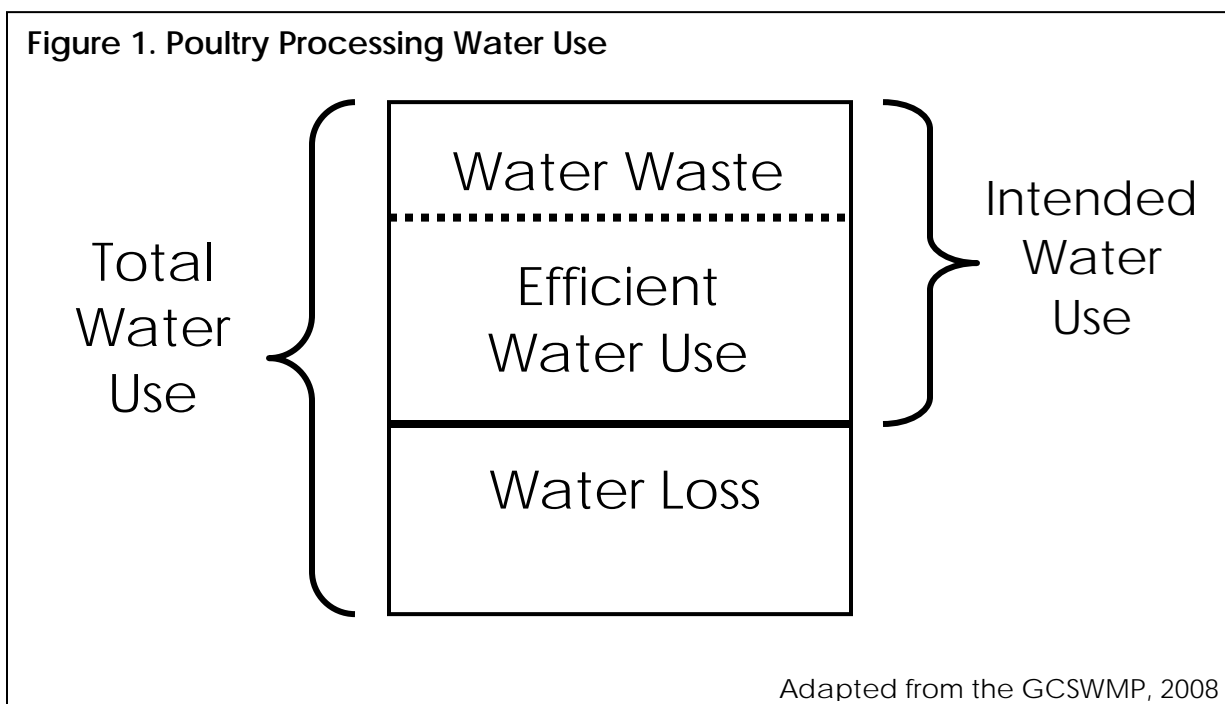 Figure 1. Poultry Processing Water Use
Total
Water
Use
Water Waste
Efficient
Water Use
Water Loss
Intended
Water
Use
Adapted from the GCSWMP, 2008